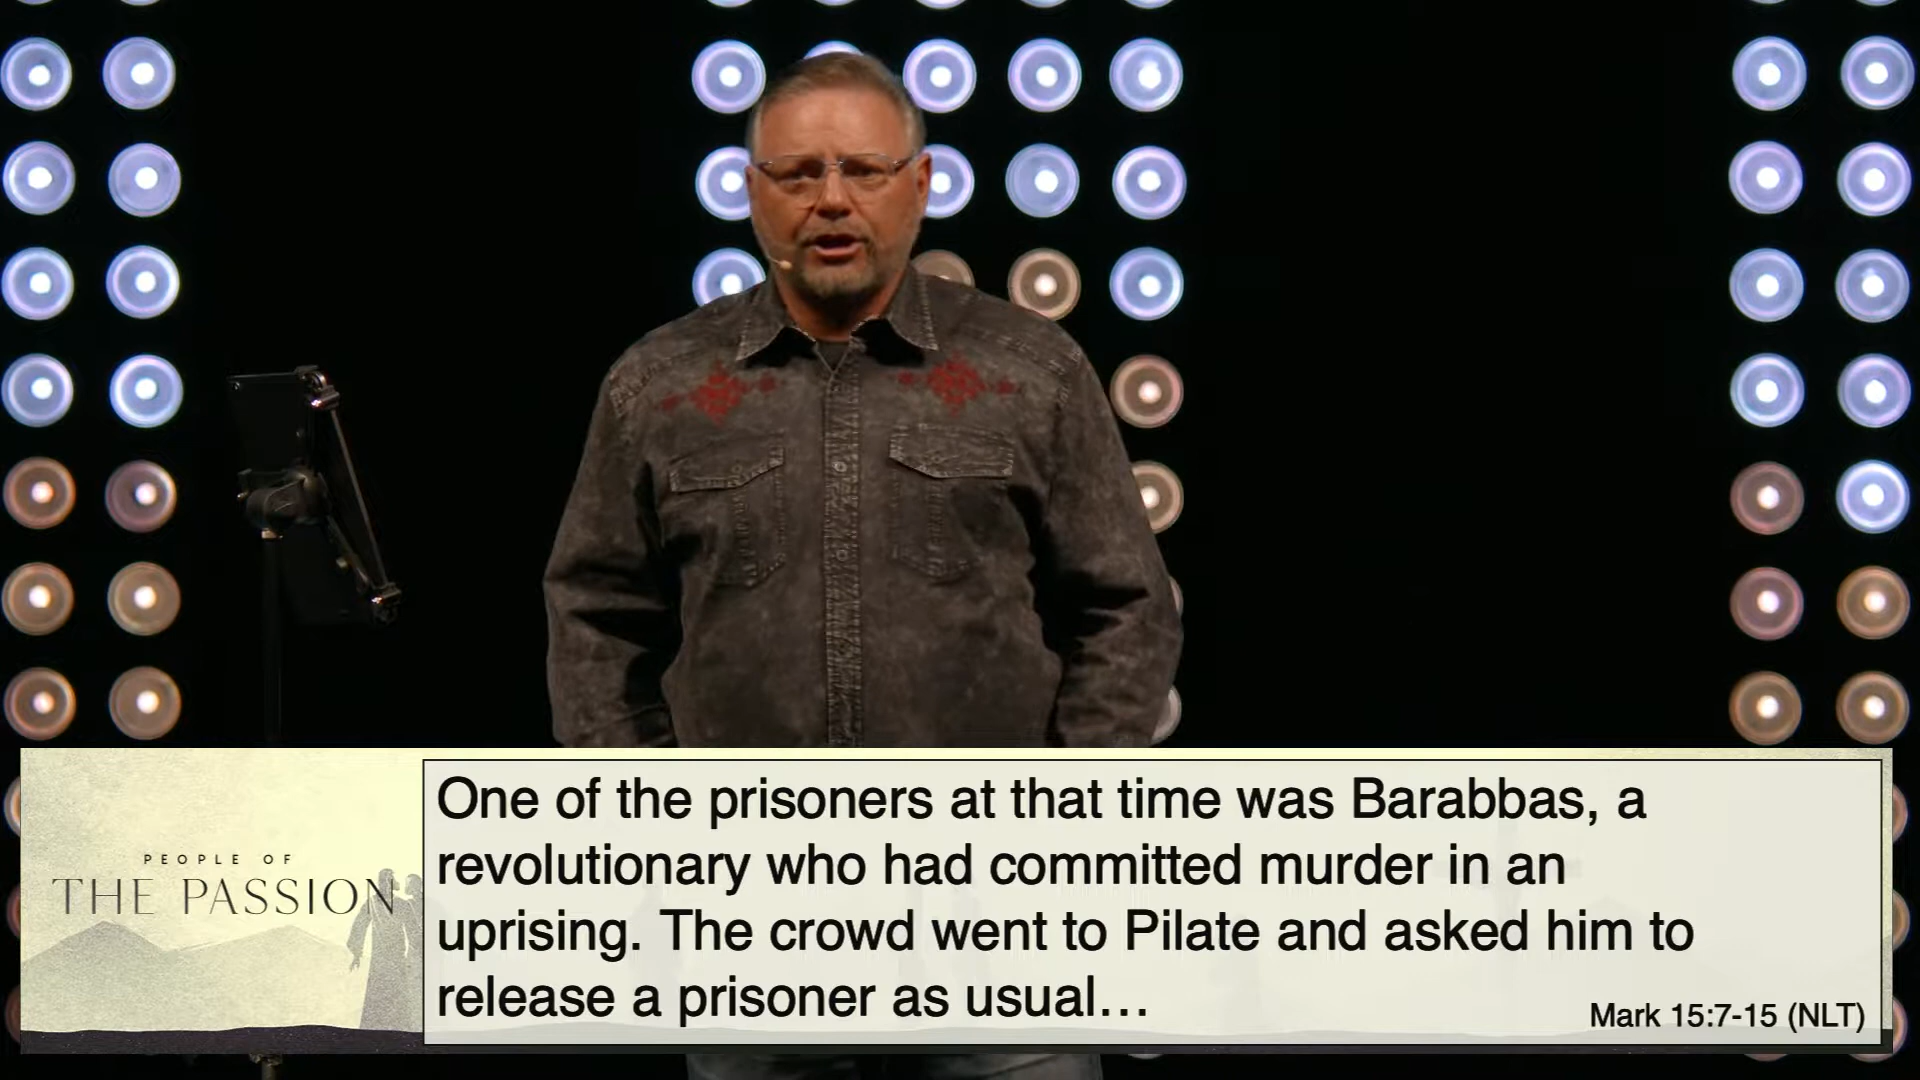 PEOPLE OF
THE PASSION
One of the prisoners at that time was Barabbas, a
revolutionary who had committed murder in an
uprising. The crowd went to Pilate and asked him to
release a prisoner as usual…
Mark 15:7-15 (NLT)